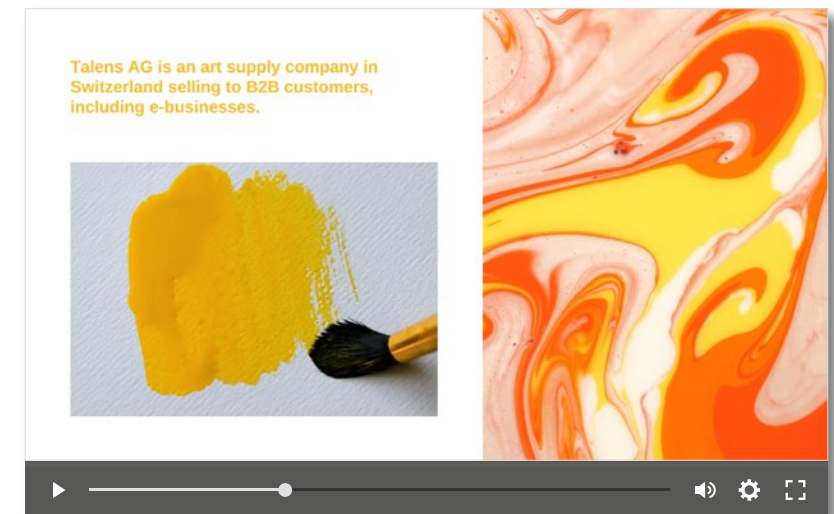 Talens AG is an art supply company in
Switzerland selling to B2B customers,
including e-businesses.